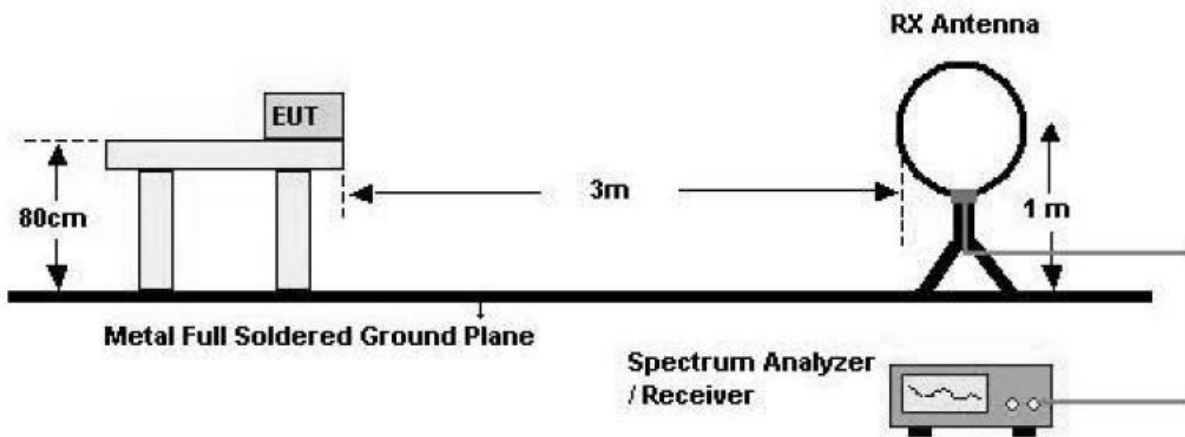 RX Antenna
EUT
80cm
3m
1 m
Metal Full Soldered Ground Plane
Spectrum Analyzer
/ Receiver